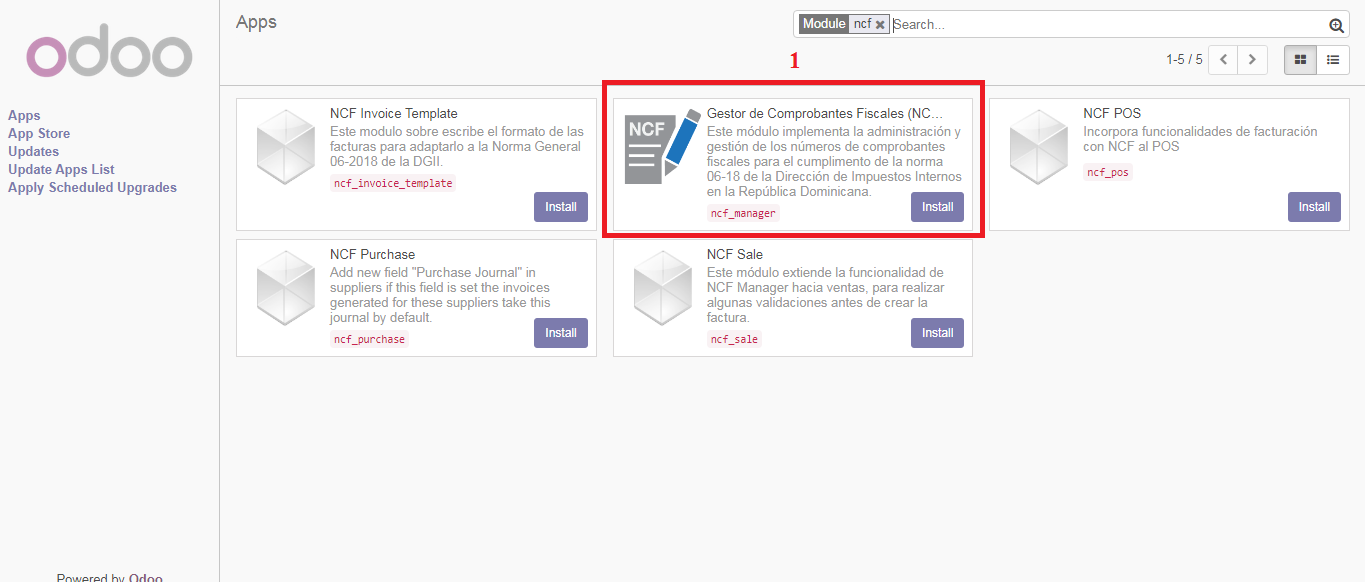 odoo
Apps
Module ncf Search...
1
1-5 / 5
Apps
App Store
Updates
Update Apps List
Apply Scheduled Upgrades
NCF Invoice Template
Este modulo sobre escribe el formato de las
facturas para adaptarlo a la Norma General
06-2018 de la DGII.
ncf_invoice_template
Install
NCF
Gestor de Comprobantes Fiscales (NC...
Este módulo implementa la administración y
gestión de los números de comprobantes
fiscales para el cumplimento de la norma
06-18 de la Dirección de Impuestos Internos
en la República Dominicana.
ncf_manager
Install
NCF POS
Incorpora funcionalidades de facturación
con NCF al POS
ncf_pos
Install
NCF Purchase
Add new field "Purchase Journal" in
suppliers if this field is set the invoices
generated for these suppliers take this
journal by default.
ncf_purchase
Install
NCF Sale
Este módulo extiende la funcionalidad de
NCF Manager hacia ventas, para realizar
algunas validaciones antes de crear la
factura.
ncf_sale
Install
Powered by Odoo